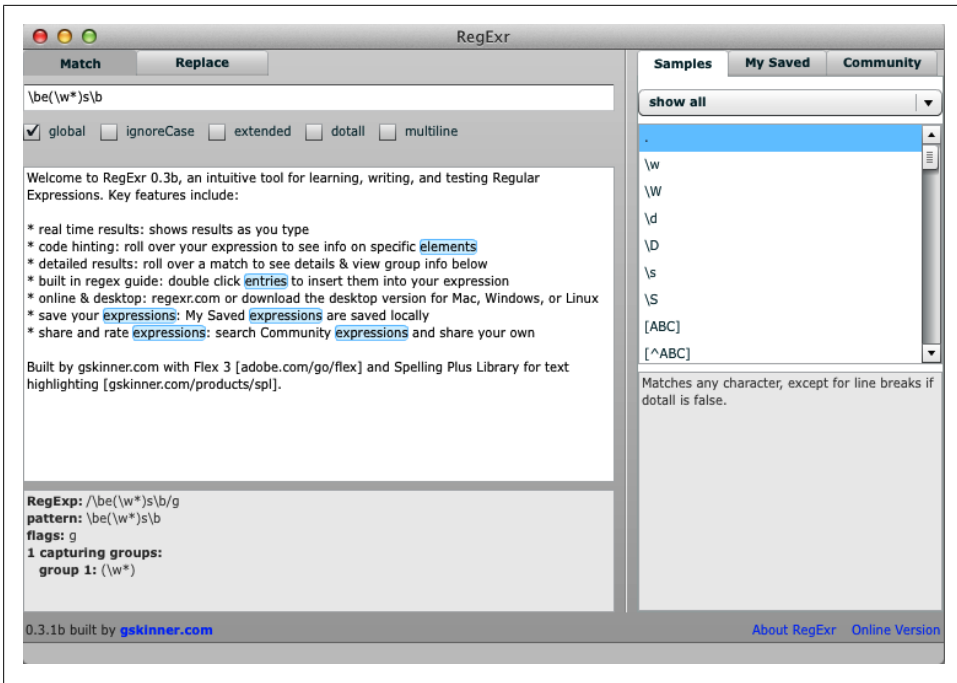 RegExr
Match Replace
\be(\w*)s\b
global ignoreCase extended dotall multiline
Welcome to RegExr 0.3b, an intuitive tool for learning, writing, and testing Regular
Expressions. Key features include:
* real time results: shows results as you type
* code hinting: roll over your expression to see info on specific elements
* detailed results: roll over a match to see details & view group info below
* built in regex guide: double click entries to insert them into your expression
* online & desktop: regexr.com or download the desktop version for Mac, Windows, or Linux
* save your expressions: My Saved expressions are saved locally
* share and rate expressions: search Community expressions and share your own
Built by gskinner.com with Flex 3 [adobe.com/go/flex] and Spelling Plus Library for text
highlighting [gskinner.com/products/spl].
RegExp: /\be(\w*)s\b/g
pattern: \be(\w*)s\b
flags: g
1 capturing groups:
group 1: (\w*)
Samples My Saved Community
show all
.
\w
\W
\d
\D
\s
\S
[ABC]
[^ABC]
Matches any character, except for line breaks if
dotall is false.
0.3.1b built by gskinner.com
About RegExr Online Version